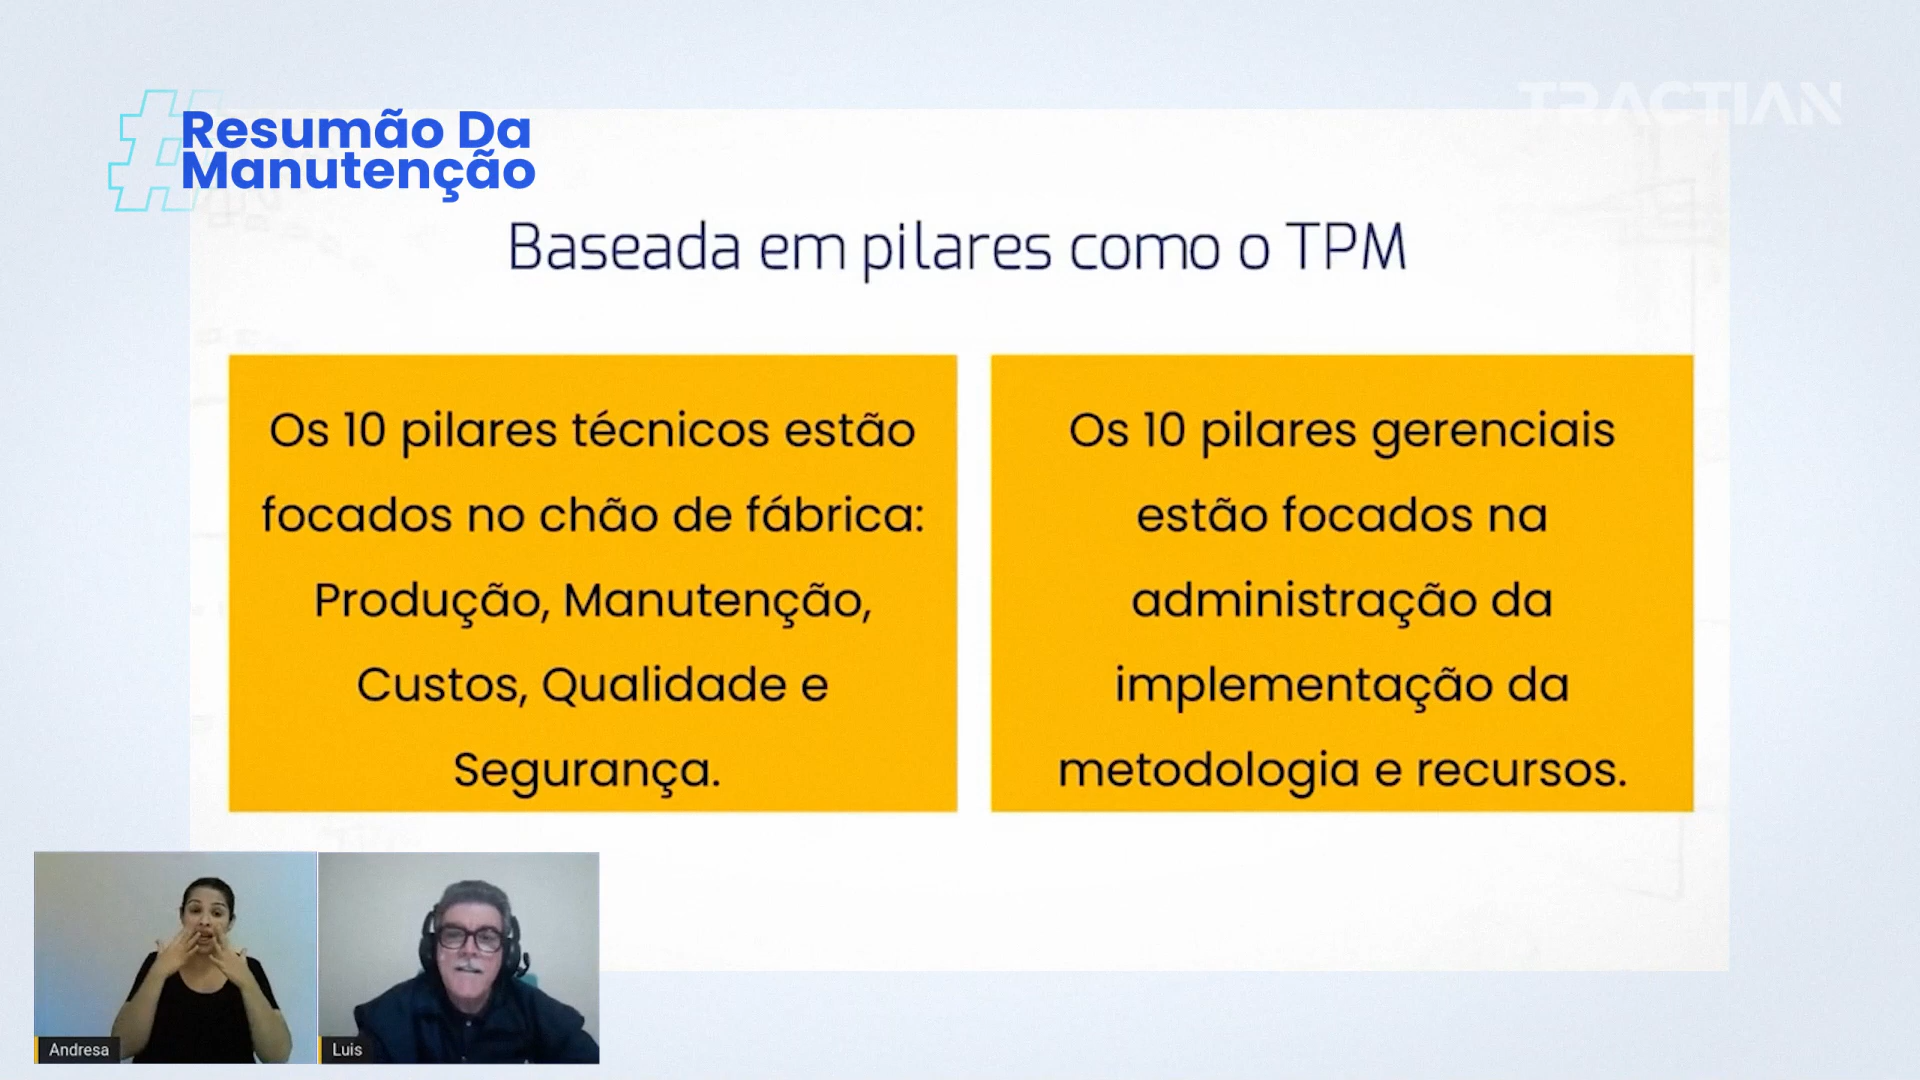 #Resumão Da
Manutenção
TRACTIAN
Baseada em pilares como o TPM
Os 10 pilares técnicos estão
focados no chão de fábrica:
Produção, Manutenção,
Custos, Qualidade e
Segurança.
Os 10 pilares gerenciais
estão focados na
administração da
implementação da
metodologia e recursos.
Andresa
Luis